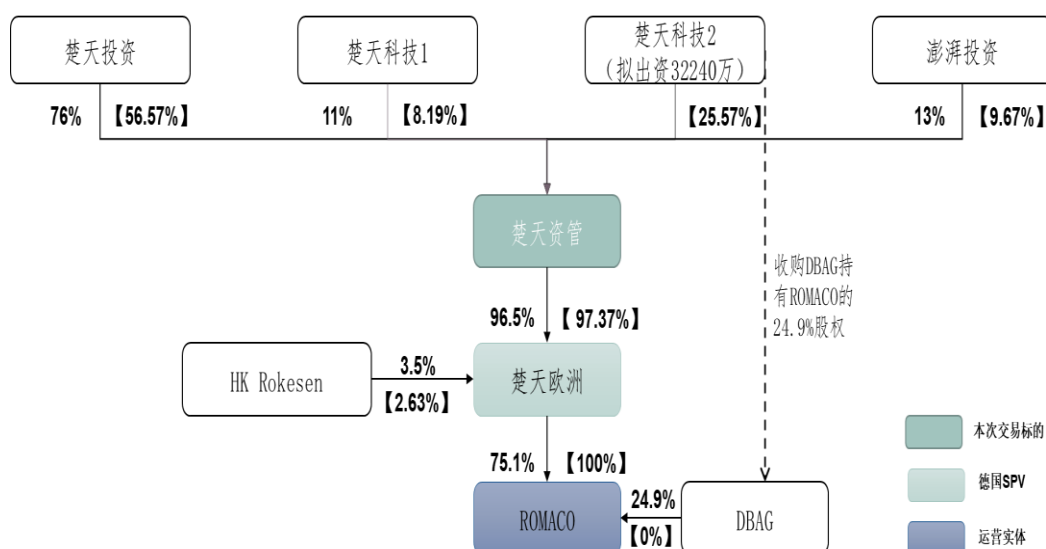 楚天投资
楚天科技1
楚天科技2
（拟出资32240万）
澎湃投资
76% 【56.57%】
11% 【8.19%】
【25.57%】
13% 【9.67%】
楚天资管
收购DBAG持
有ROMACO的
24.9%股权
96.5% 【97.37%】
HK Rokesen
3.5%
【2.63%】
楚天欧洲
75.1% 【100%】
ROMACO
24.9%
【0%】
DBAG
本次交易标的
德国SPV
运营实体